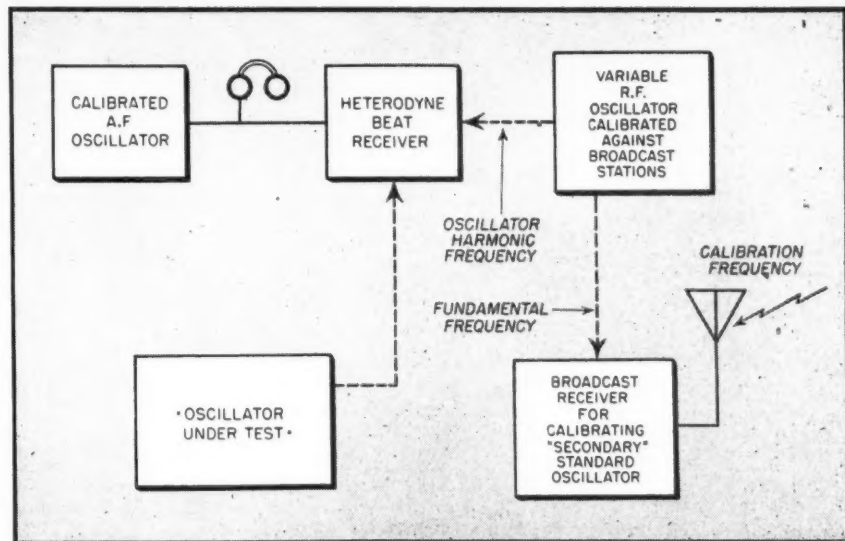 CALIBRATED
A.F
OSCILLATOR
HETERODYNE
BEAT
RECEIVER
VARIABLE
R.F.
OSCILLATOR
CALIBRATED
AGAINST
BROADCAST
STATIONS
OSCILLATOR
HARMONIC
FREQUENCY
CALIBRATION
FREQUENCY
FUNDAMENTAL
FREQUENCY
"OSCILLATOR
UNDER TEST"
BROADCAST
RECEIVER
FOR
CALIBRATING
"SECONDARY"
STANDARD
OSCILLATOR